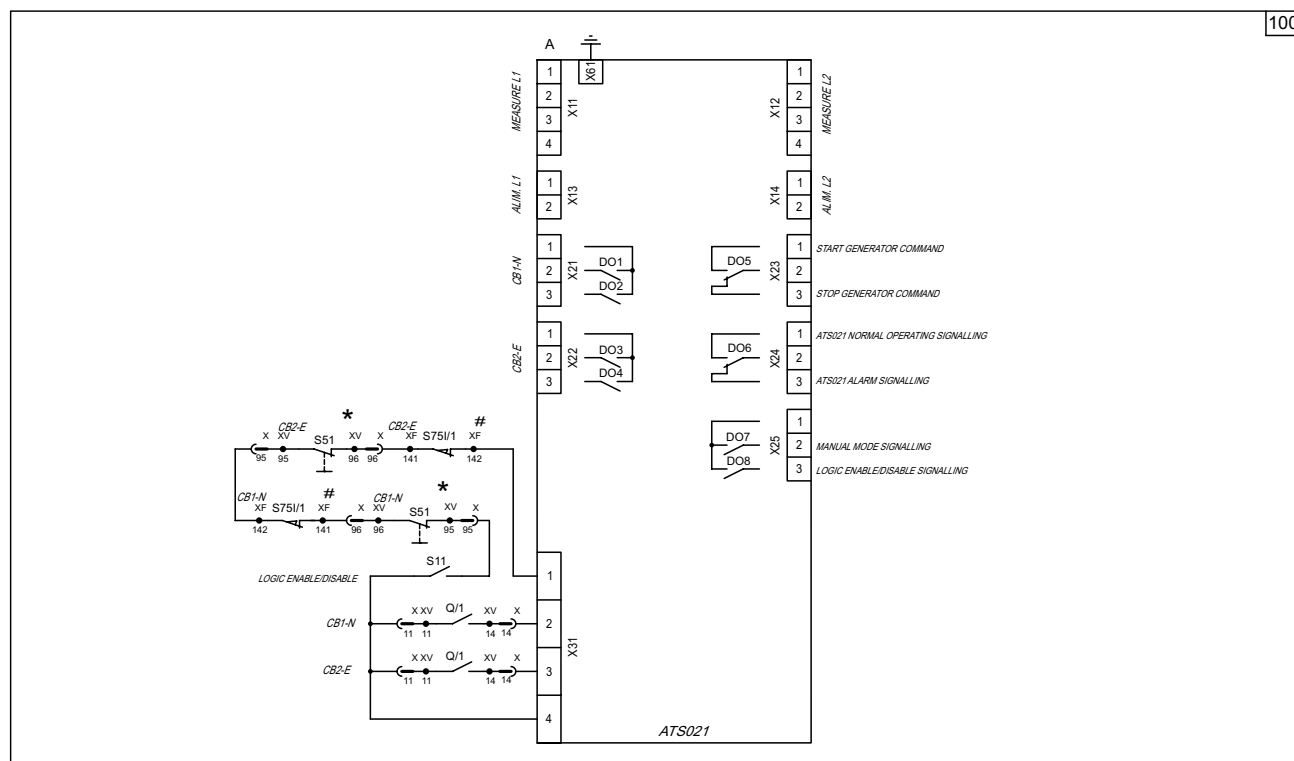 100
A
X61
MEASURE L1
1
2
3
4
X11
X12
1
2
3
4
MEASURE L2
ALIM. L1
1
2
X13
X14
1
2
ALIM. L2
CB1-N
1
2
3
X21
DO1
DO2
DO5
X23
1
2
3
START GENERATOR COMMAND
STOP GENERATOR COMMAND
CB2-E
1
2
3
X22
DO3
DO4
DO6
X24
1
2
3
ATS021 NORMAL OPERATING SIGNALLING
ATS021 ALARM SIGNALLING
DO7
DO8
X25
1
2
3
MANUAL MODE SIGNALLING
LOGIC ENABLE/DISABLE SIGNALLING
CB2-E * CB2-E #
X XV S51 XV X XF S75I/1 XF
95 95 96 96 141 142
CB1-N # CB1-N *
XF S75I/1 XF X XV S51 XV X
142 141 96 96 95 95
S11
LOGIC ENABLE/DISABLE
1
X XV Q/1 XV X
CB1-N
11 11 14 14
2
X XV Q/1 XV X
CB2-E
11 11 14 14
3
X31
4
ATS021